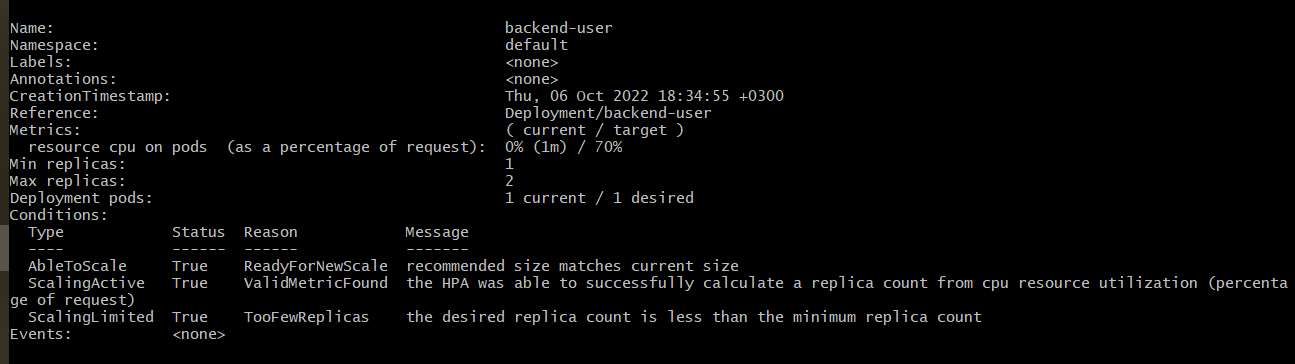 Name: backend-user
Namespace: default
Labels: <none>
Annotations: <none>
CreationTimestamp: Thu, 06 Oct 2022 18:34:55 +0300
Reference: Deployment/backend-user
Metrics: ( current / target )
resource cpu on pods (as a percentage of request): 0% (1m) / 70%
Min replicas: 1
Max replicas: 2
Deployment pods: 1 current / 1 desired
Conditions:
Type Status Reason Message
---- ------ ------ -------
AbleToScale True ReadyForNewScale recommended size matches current size
ScalingActive True ValidMetricFound the HPA was able to successfully calculate a replica count from cpu resource utilization (percenta
ge of request)
ScalingLimited True TooFewReplicas the desired replica count is less than the minimum replica count
Events: <none>